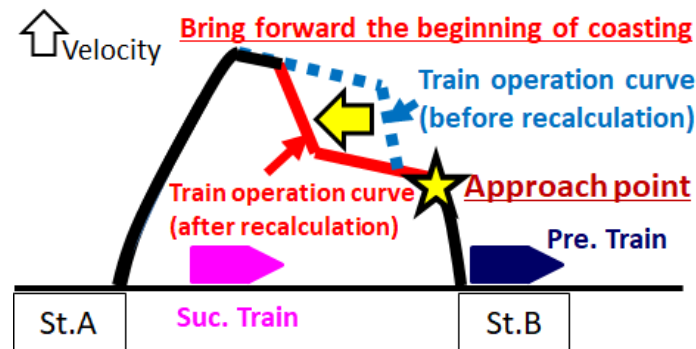 Bring forward the beginning of coasting
Velocity
Train operation curve
(before recalculation)
Train operation curve
(after recalculation)
Approach point
Pre. Train
Suc. Train
St.A
St.B